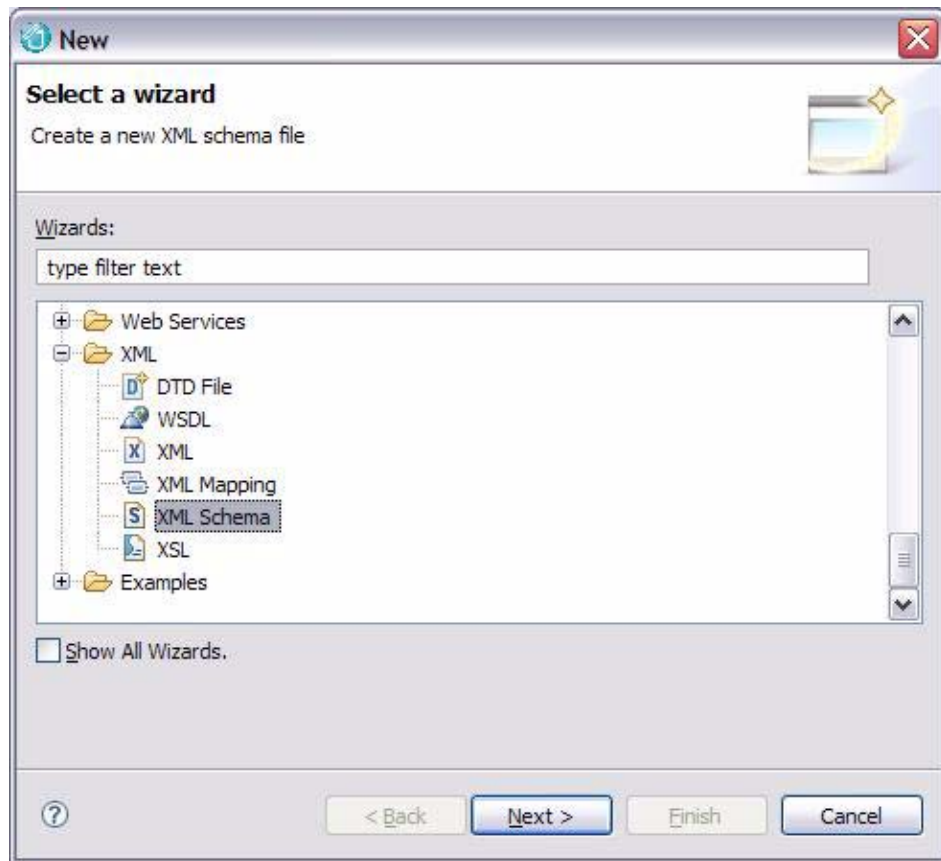 New
Select a wizard
Create a new XML schema file
Wizards:
type filter text
Web Services
XML
DTD File
WSDL
XML
XML Mapping
XML Schema
XSL
Examples
Show All Wizards.
< Back Next > Finish Cancel